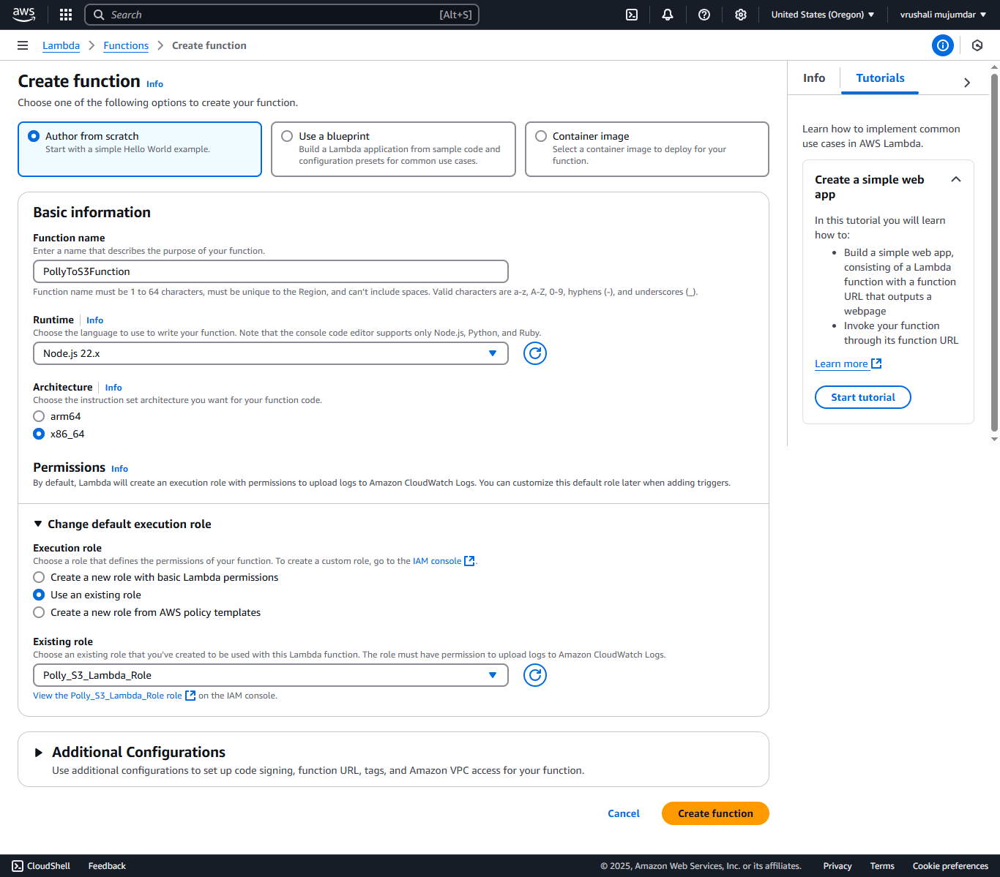 aws
Search
[Alt+S]
United States (Oregon)
vrushali mujumdar
Lambda
Functions
Create function
Create function Info
Choose one of the following options to create your function.
Author from scratch
Start with a simple Hello World example.
Use a blueprint
Build a Lambda application from sample code and
configuration presets for common use cases.
Container image
Select a container image to deploy for your
function.
Basic information
Function name
Enter a name that describes the purpose of your function.
PollyToS3Function
Function name must be 1 to 64 characters, must be unique to the Region, and can't include spaces. Valid characters are a-z, A-Z, 0-9, hyphens (-), and underscores (_).
Runtime Info
Choose the language to use to write your function. Note that the console code editor supports only Node.js, Python, and Ruby.
Node.js 22.x
Architecture Info
Choose the instruction set architecture you want for your function code.
arm64
x86_64
Permissions Info
By default, Lambda will create an execution role with permissions to upload logs to Amazon CloudWatch Logs. You can customize this default role later when adding triggers.
Change default execution role
Execution role
Choose a role that defines the permissions of your function. To create a custom role, go to the IAM console.
Create a new role with basic Lambda permissions
Use an existing role
Create a new role from AWS policy templates
Existing role
Choose an existing role that you've created to be used with this Lambda function. The role must have permission to upload logs to Amazon CloudWatch Logs.
Polly_S3_Lambda_Role
View the Polly_S3_Lambda_Role role on the IAM console.
Additional Configurations
Use additional configurations to set up code signing, function URL, tags, and Amazon VPC access for your function.
Cancel
Create function
Info
Tutorials
Learn how to implement common
use cases in AWS Lambda.
Create a simple web
app
In this tutorial you will learn
how to:
• Build a simple web app,
consisting of a Lambda
function with a function
URL that outputs a
webpage
• Invoke your function
through its function URL
Learn more
Start tutorial
CloudShell
Feedback
© 2025, Amazon Web Services, Inc. or its affiliates.
Privacy
Terms
Cookie preferences